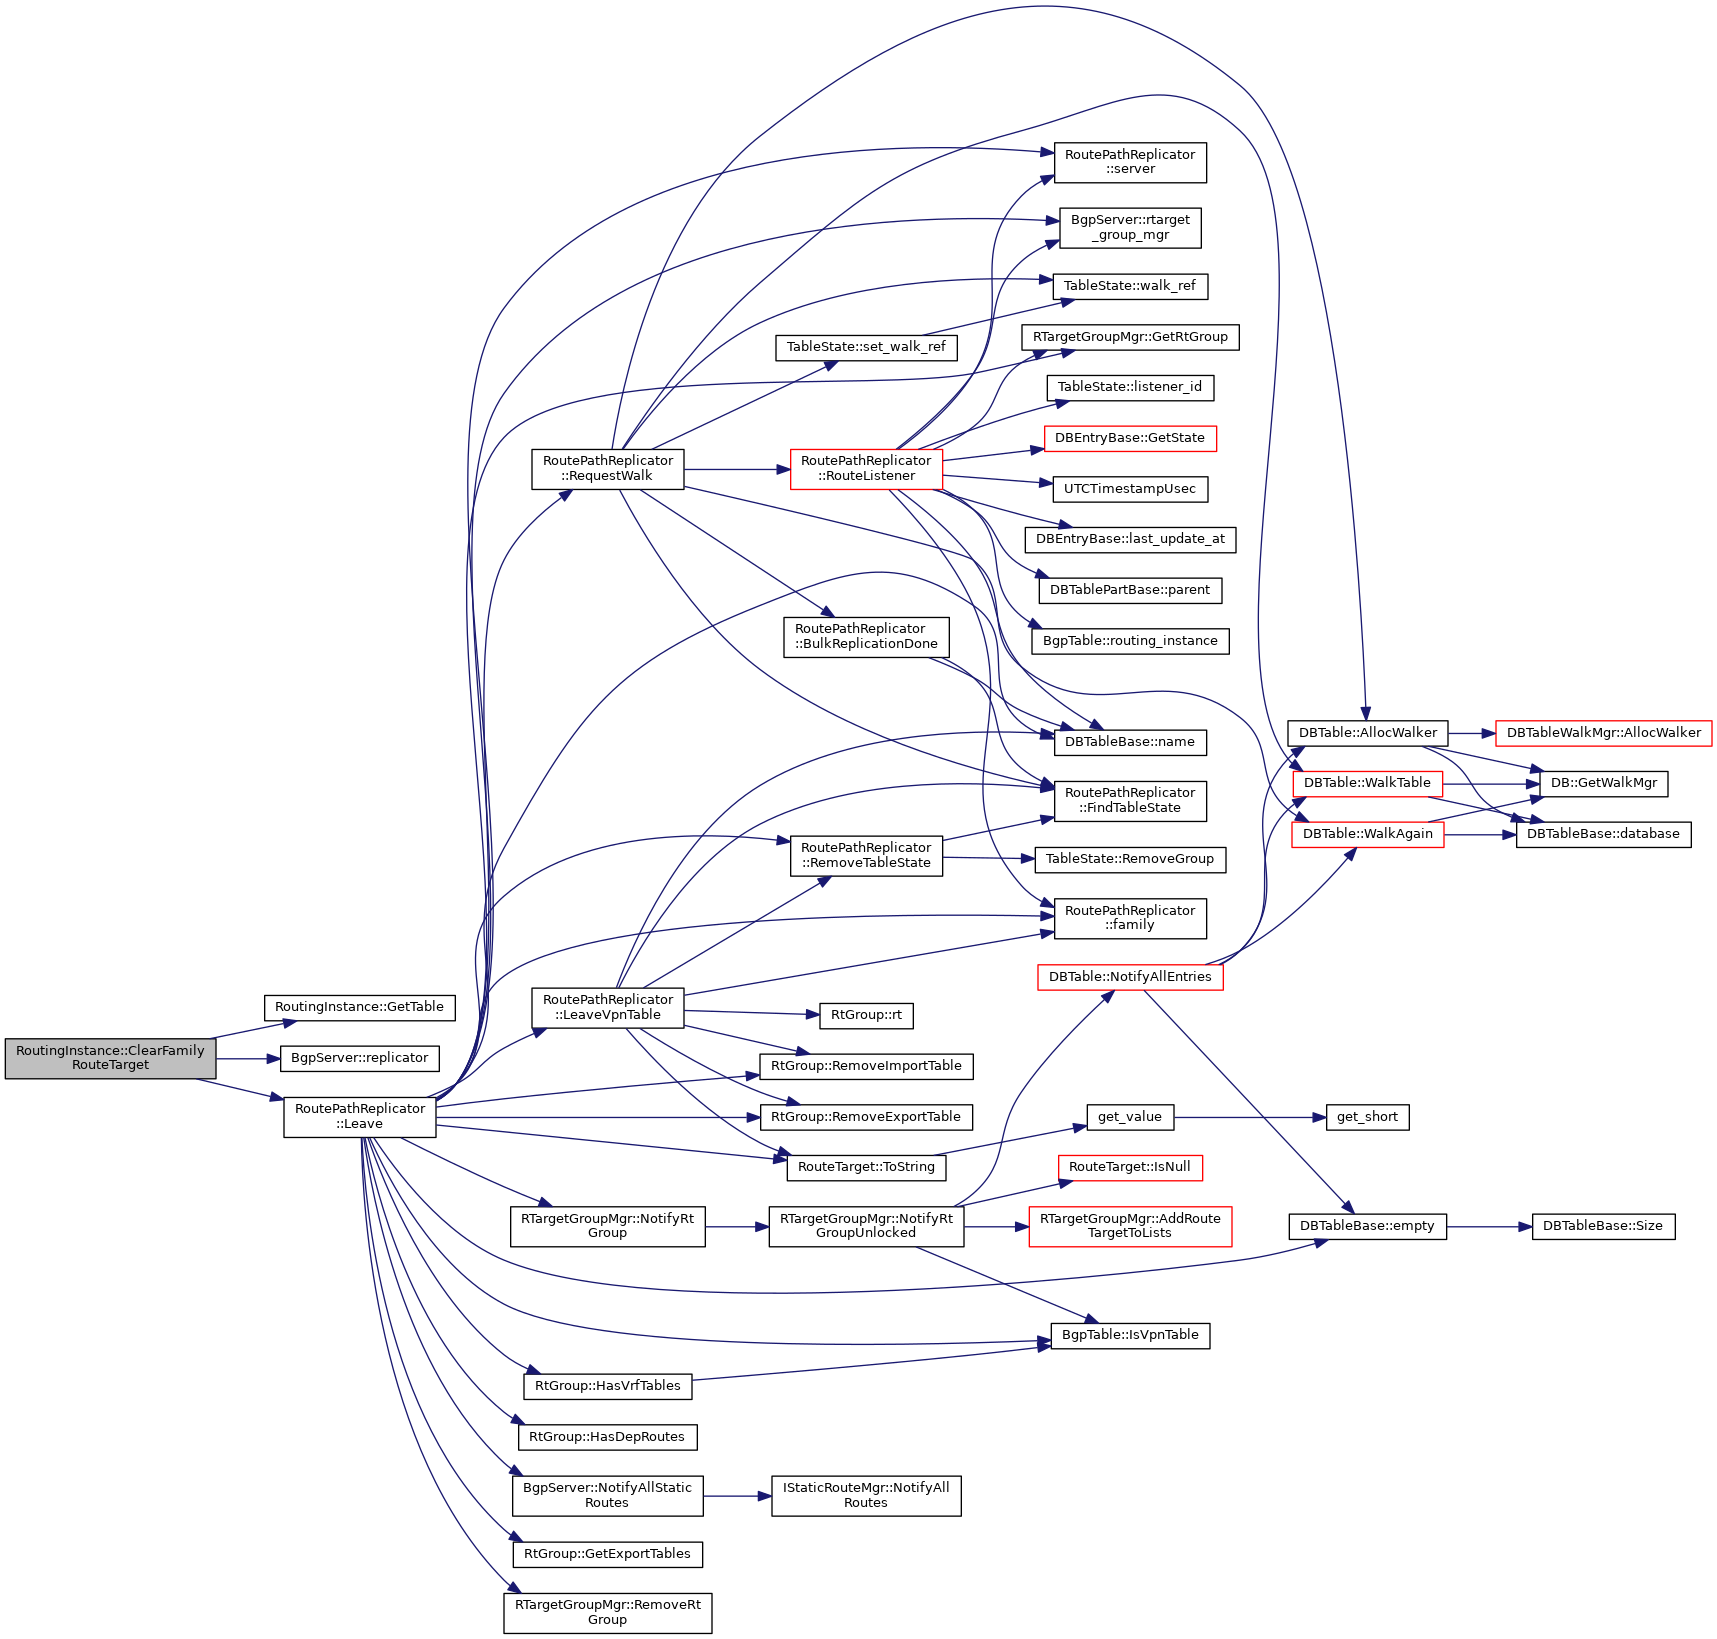 RoutePathReplicator
::server
BgpServer::rtarget
_group_mgr
TableState::walk_ref
RTargetGroupMgr::GetRtGroup
TableState::set_walk_ref
TableState::listener_id
DBEntryBase::GetState
RoutePathReplicator
::RequestWalk
RoutePathReplicator
::RouteListener
UTCTimestampUsec
DBEntryBase::last_update_at
DBTablePartBase::parent
RoutePathReplicator
::BulkReplicationDone
BgpTable::routing_instance
DBTable::AllocWalker
DBTableWalkMgr::AllocWalker
DBTableBase::name
DBTable::WalkTable
DB::GetWalkMgr
RoutePathReplicator
::FindTableState
DBTable::WalkAgain
DBTableBase::database
RoutePathReplicator
::RemoveTableState
TableState::RemoveGroup
RoutePathReplicator
::family
DBTable::NotifyAllEntries
RoutingInstance::GetTable
RoutePathReplicator
::LeaveVpnTable
RtGroup::rt
RoutingInstance::ClearFamily
RouteTarget
BgpServer::replicator
RtGroup::RemoveImportTable
RoutePathReplicator
::Leave
RtGroup::RemoveExportTable
get_value
get_short
RouteTarget::ToString
RouteTarget::IsNull
RTargetGroupMgr::NotifyRt
Group
RTargetGroupMgr::NotifyRt
GroupUnlocked
RTargetGroupMgr::AddRoute
TargetToLists
DBTableBase::empty
DBTableBase::Size
BgpTable::IsVpnTable
RtGroup::HasVrfTables
RtGroup::HasDepRoutes
BgpServer::NotifyAllStatic
Routes
IStaticRouteMgr::NotifyAll
Routes
RtGroup::GetExportTables
RTargetGroupMgr::RemoveRt
Group